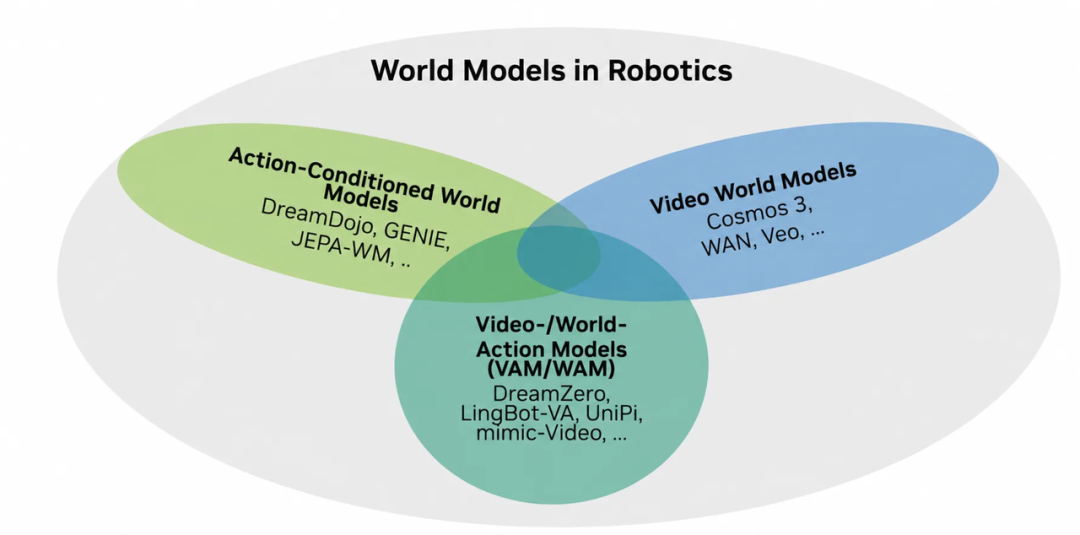 World Models in Robotics
Action-Conditioned World
Models
DreamDojo, GENIE,
JEPA-WM, ..
Video World Models
Cosmos 3,
WAN, Veo, ...
Video-/World-
Action Models
(VAM/WAM)
DreamZero,
LingBot-VA, UniPi,
mimic-Video, ...